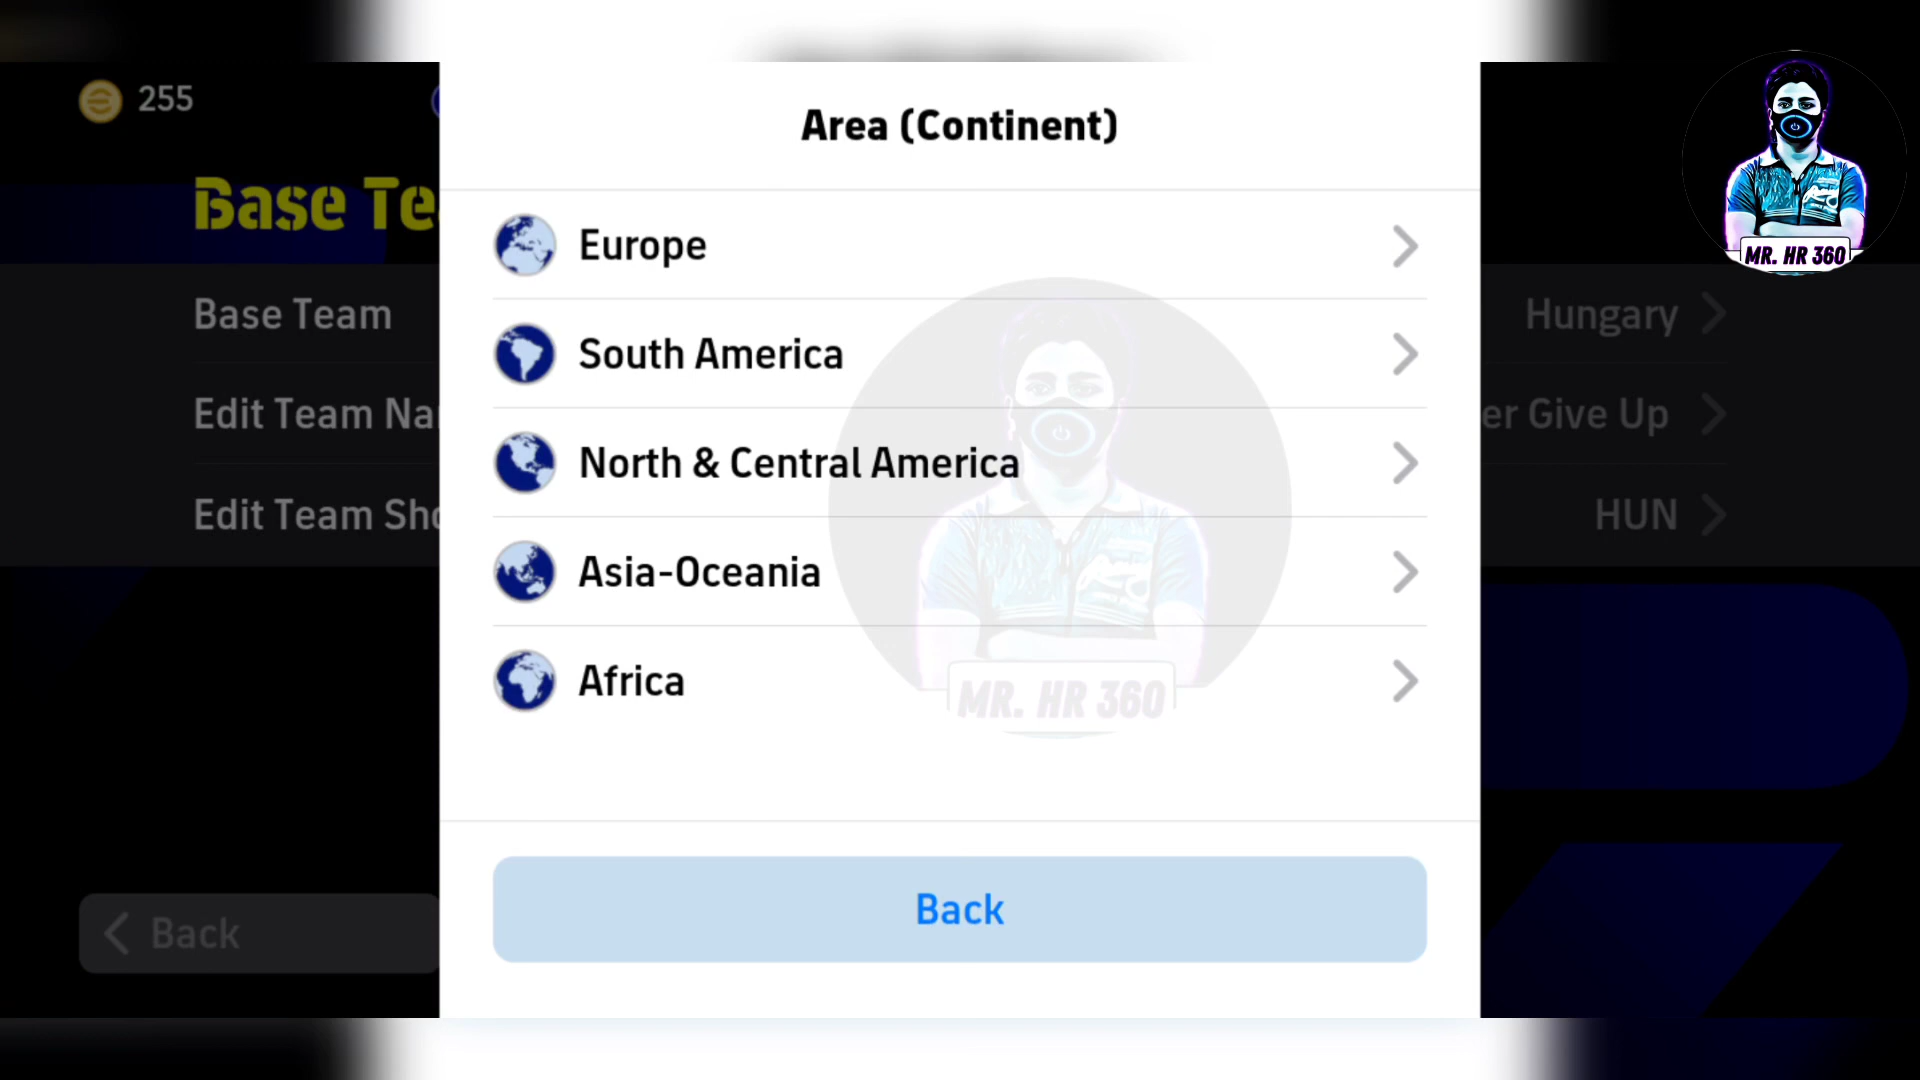 255
Area (Continent)
Base Te
Europe
Base Team
Hungary
South America
Edit Team Na
er Give Up
North & Central America
Edit Team Sho
HUN
Asia-Oceania
Africa
Back
Back
MR. HR 360
MR. HR 360